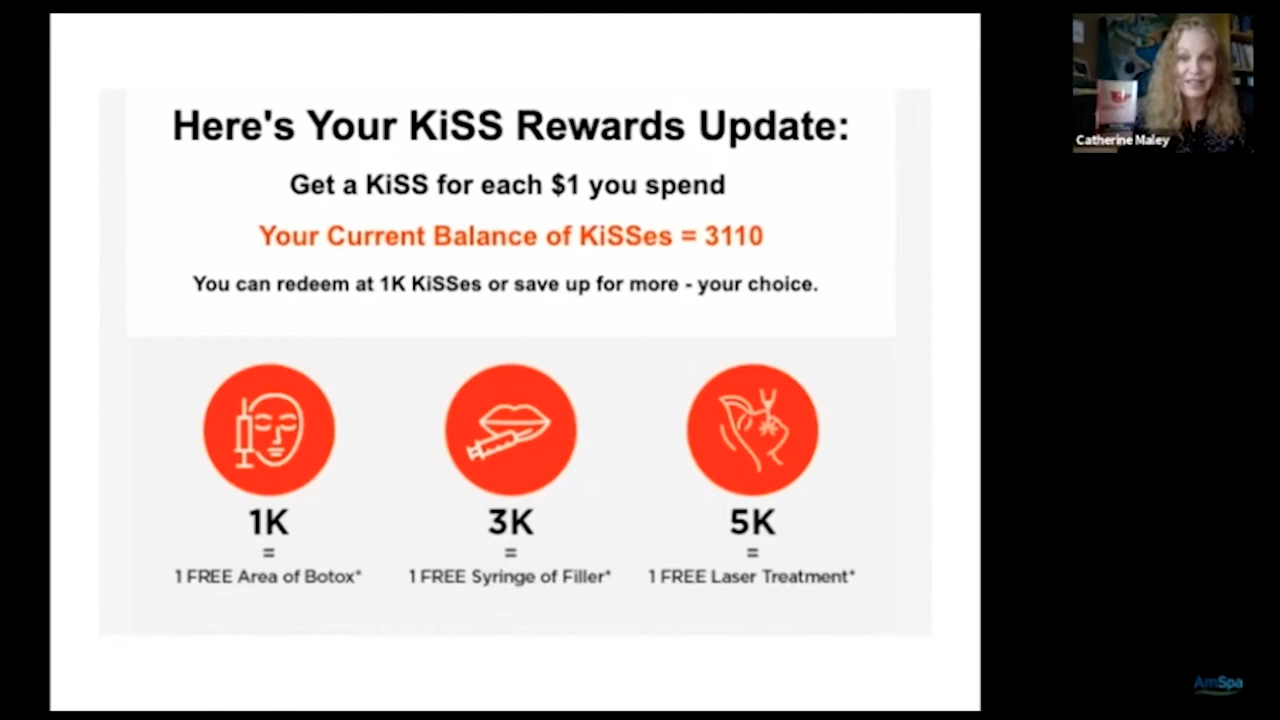 Here's Your KiSS Rewards Update:
Get a KiSS for each $1 you spend
Your Current Balance of KiSSes = 3110
You can redeem at 1K KiSSes or save up for more - your choice.
1K
=
1 FREE Area of Botox*
3K
=
1 FREE Syringe of Filler*
5K
=
1 FREE Laser Treatment*
Catherine Maley
AmSpa